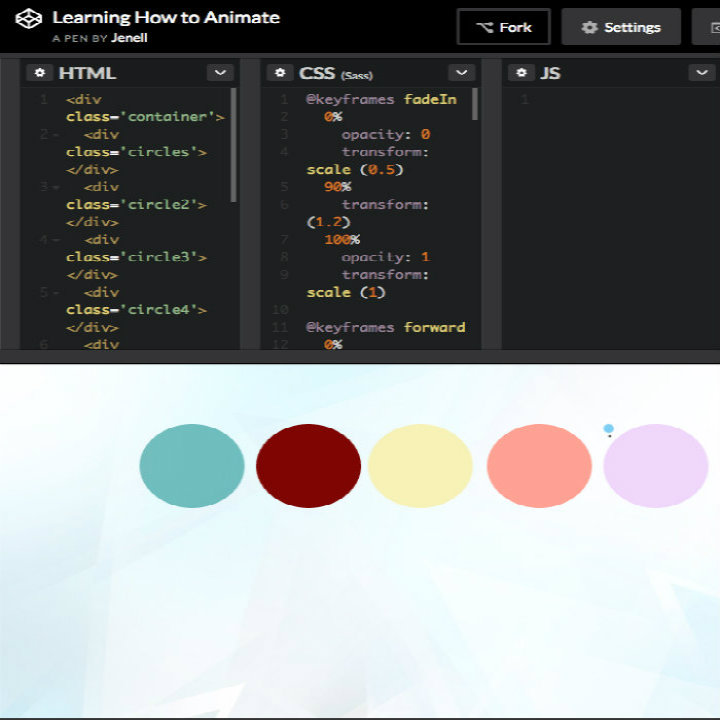 Learning How to Animate
A PEN BY Jenell
Fork
Settings
HTML
1 <div
class='container'>
2 <div
class='circles'>
</div>
3 <div
class='circle2'>
</div>
4 <div
class='circle3'>
</div>
5 <div
class='circle4'>
</div>
6 <div
CSS (Sass)
1 @keyframes fadeIn
2 0%
3 opacity: 0
4 transform:
scale (0.5)
5 90%
6 transform:
(1.2)
7 100%
8 opacity: 1
9 transform:
scale (1)
10
11 @keyframes forward
12 0%
JS
1